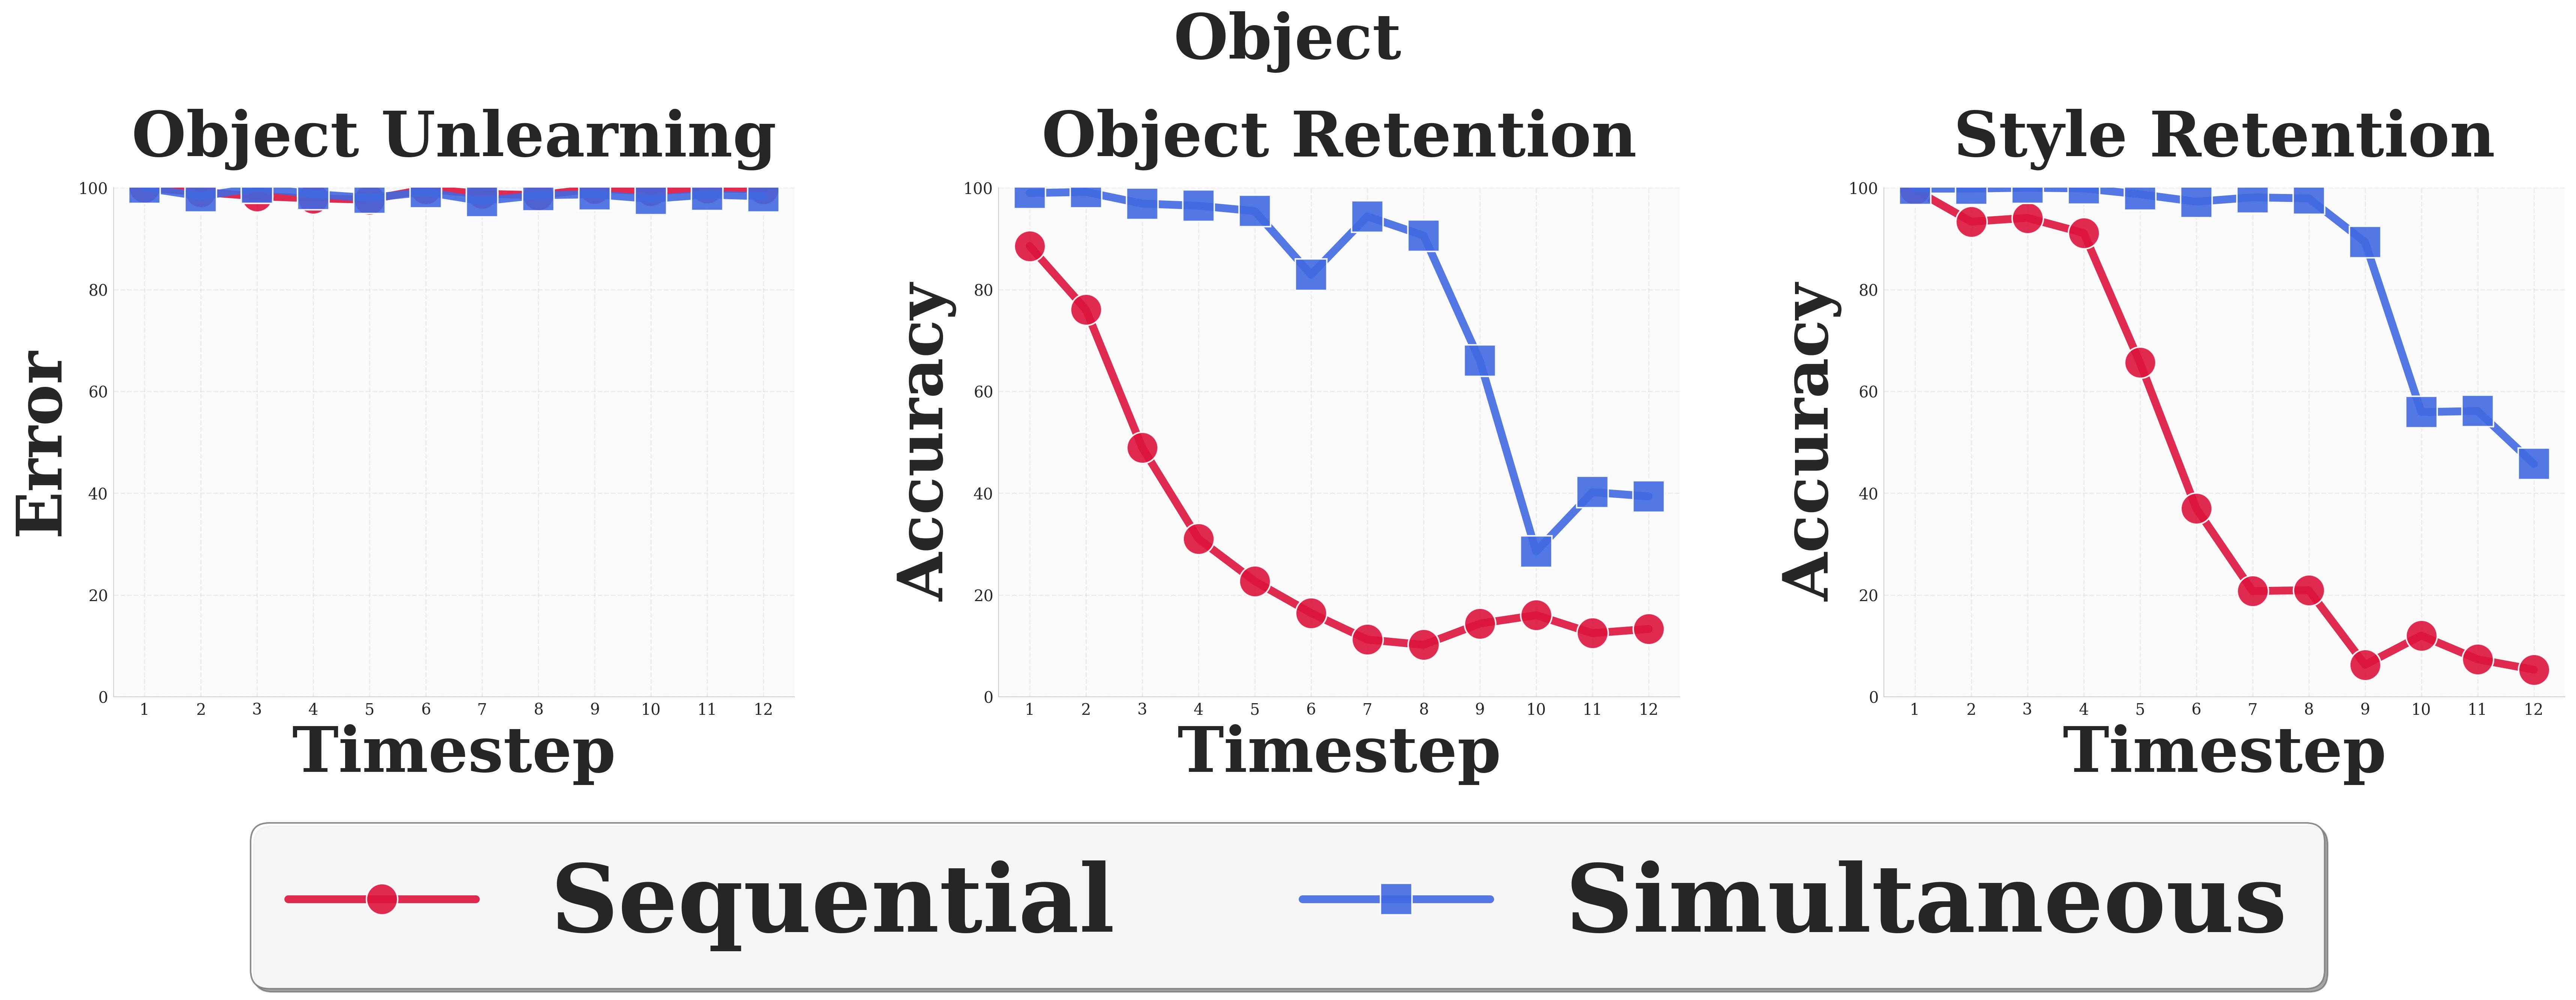 Object
Object Unlearning
Error
100
80
60
40
20
0
1 2 3 4 5 6 7 8 9 10 11 12
Timestep
Object Retention
Accuracy
100
80
60
40
20
0
1 2 3 4 5 6 7 8 9 10 11 12
Timestep
Style Retention
Accuracy
100
80
60
40
20
0
1 2 3 4 5 6 7 8 9 10 11 12
Timestep
Sequential
Simultaneous